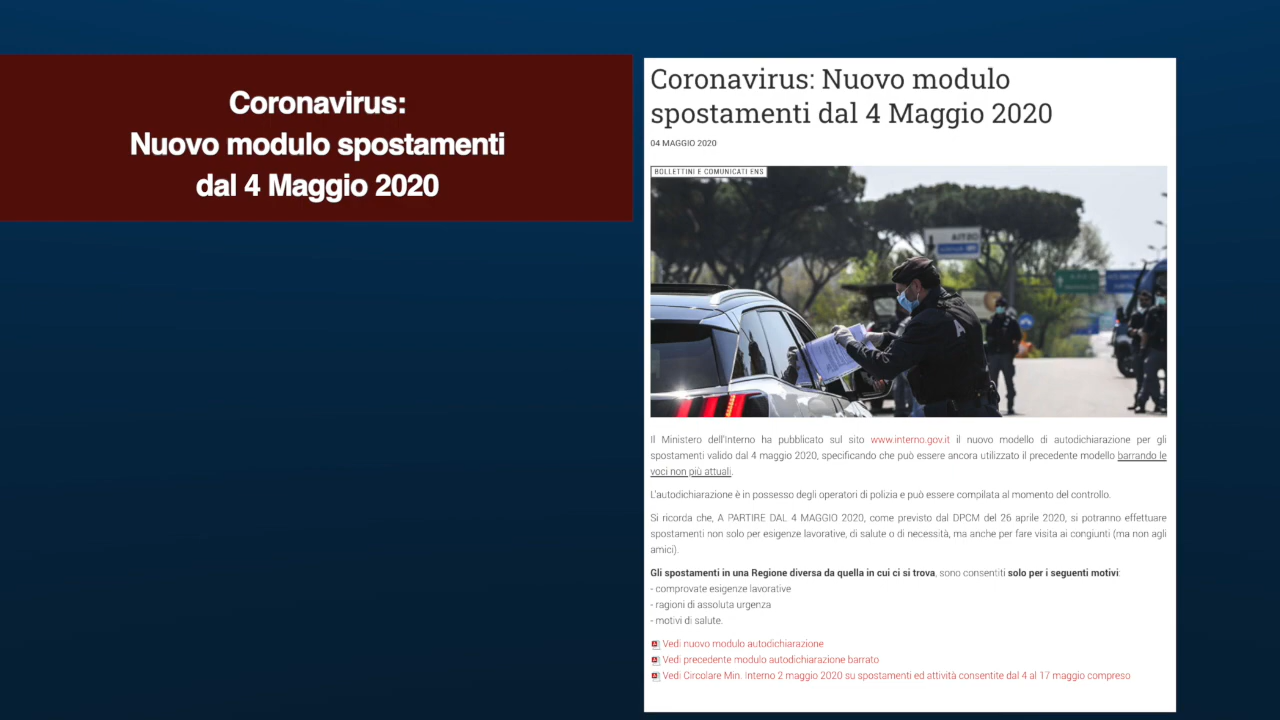 Coronavirus:
Nuovo modulo spostamenti
dal 4 Maggio 2020
Coronavirus: Nuovo modulo
spostamenti dal 4 Maggio 2020
04 MAGGIO 2020
BOLLETTINI E COMUNICATI ENS
A
Il Ministero dell'Interno ha pubblicato sul sito www.interno.gov.it il nuovo modello di autodichiarazione per gli
spostamenti valido dal 4 maggio 2020, specificando che può essere ancora utilizzato il precedente modello barrando le
voci non più attuali.
L'autodichiarazione è in possesso degli operatori di polizia e può essere compilata al momento del controllo.
Si ricorda che, A PARTIRE DAL 4 MAGGIO 2020, come previsto dal DPCM del 26 aprile 2020, si potranno effettuare
spostamenti non solo per esigenze lavorative, di salute o di necessità, ma anche per fare visita ai congiunti (ma non agli
amici).
Gli spostamenti in una Regione diversa da quella in cui ci si trova, sono consentiti solo per i seguenti motivi:
- comprovate esigenze lavorative
- ragioni di assoluta urgenza
- motivi di salute.
Vedi nuovo modulo autodichiarazione
Vedi precedente modulo autodichiarazione barrato
Vedi Circolare Min. Interno 2 maggio 2020 su spostamenti ed attività consentite dal 4 al 17 maggio compreso